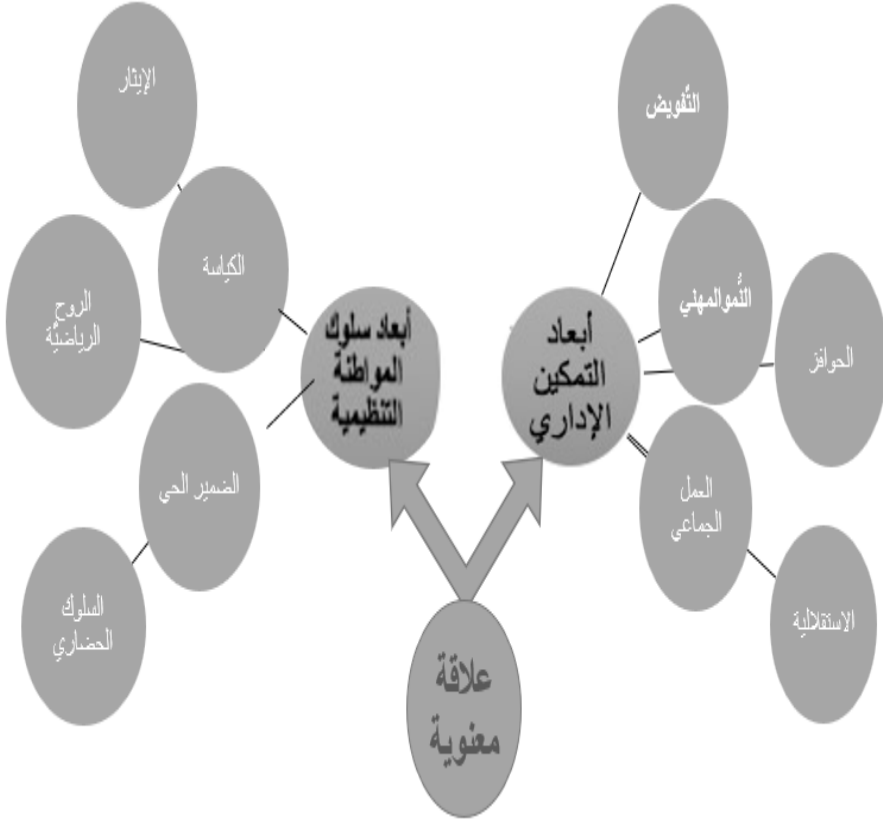 التَّفويض
النُّموالمهني
الحوافز
أبعاد
التمكين
الإداري
العمل
الجماعي
الاستقلالية
الإيثار
الكياسة
الروح
الرياضيَّة
أبعاد سلوك
المواطنة
التنظيمية
الضمير الحي
السلوك
الحضاري
علاقة
معنوية